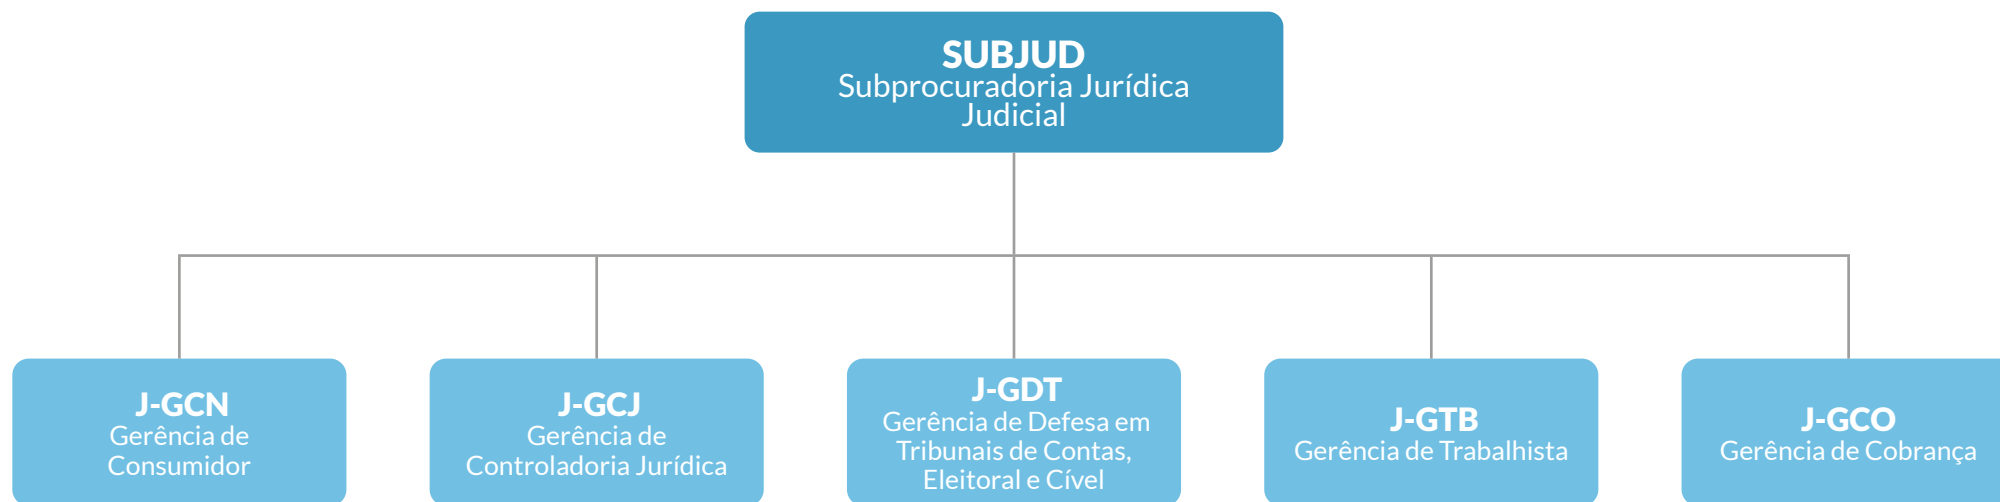 SUBJUD
Subprocuradoria Jurídica
Judicial
J-GCN
Gerência de
Consumidor
J-GCJ
Gerência de
Controladoria Jurídica
J-GDT
Gerência de Defesa em
Tribunais de Contas,
Eleitoral e Cível
J-GTB
Gerência de Trabalhista
J-GCO
Gerência de Cobrança